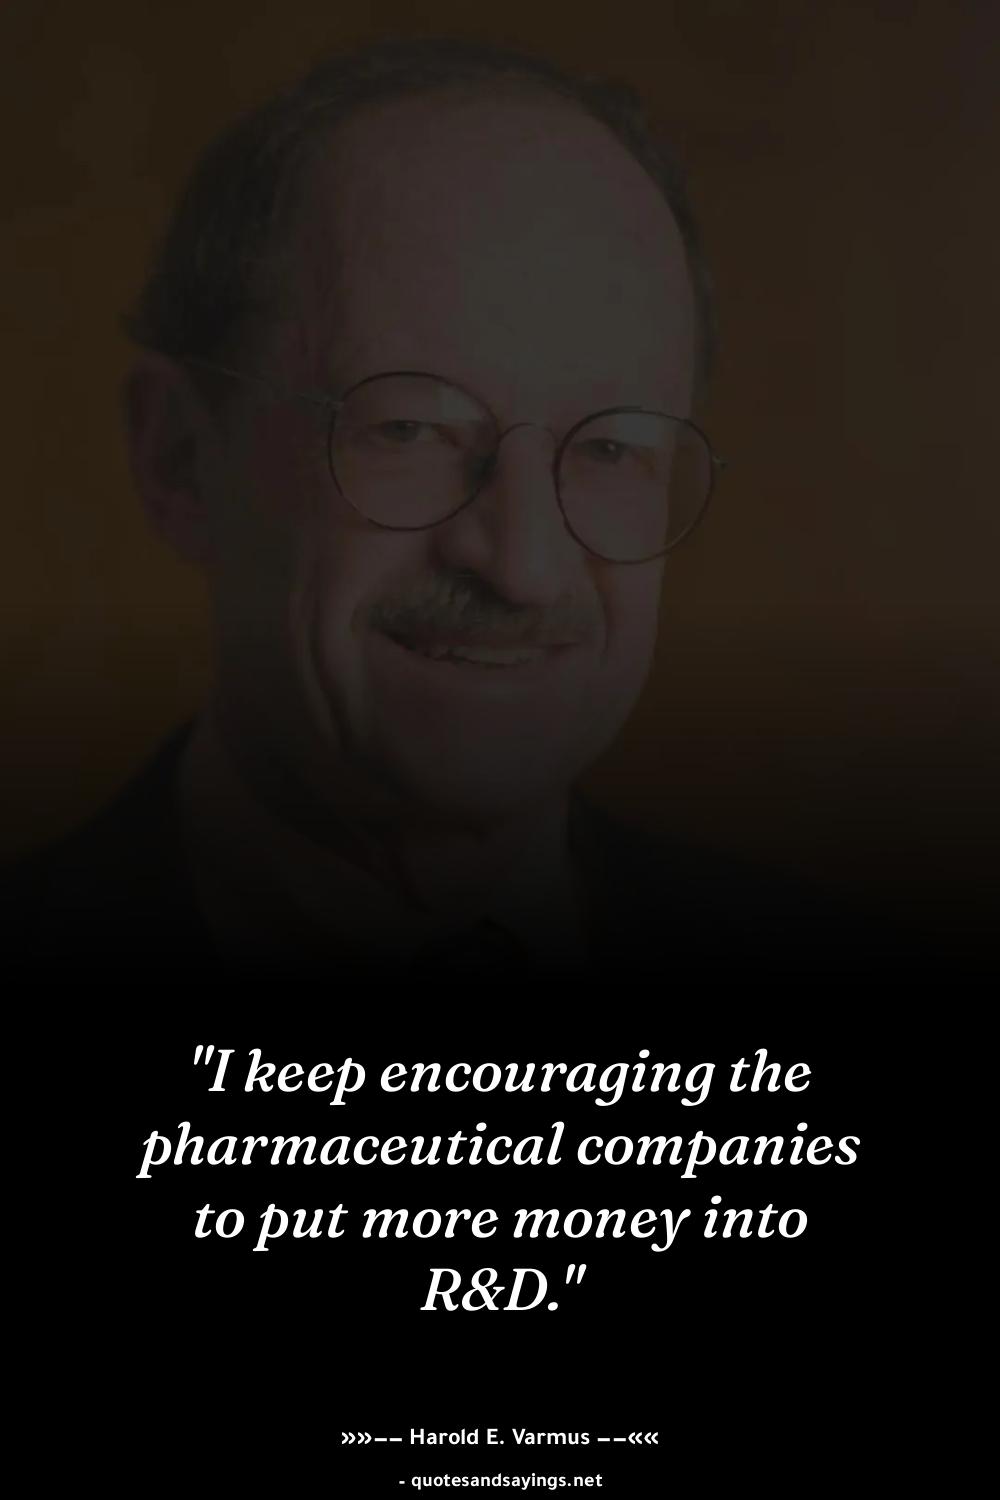 "I keep encouraging the
pharmaceutical companies
to put more money into
R&D."
»»−− Harold E. Varmus −−««
- quotesandsayings.net